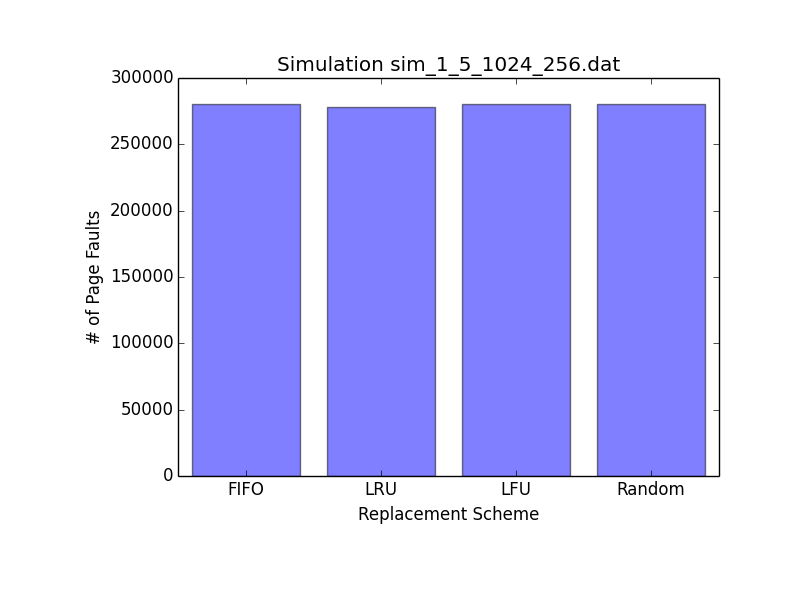 Simulation sim_1_5_1024_256.dat
300000
250000
200000
150000
100000
50000
0
# of Page Faults
FIFO LRU LFU Random
Replacement Scheme